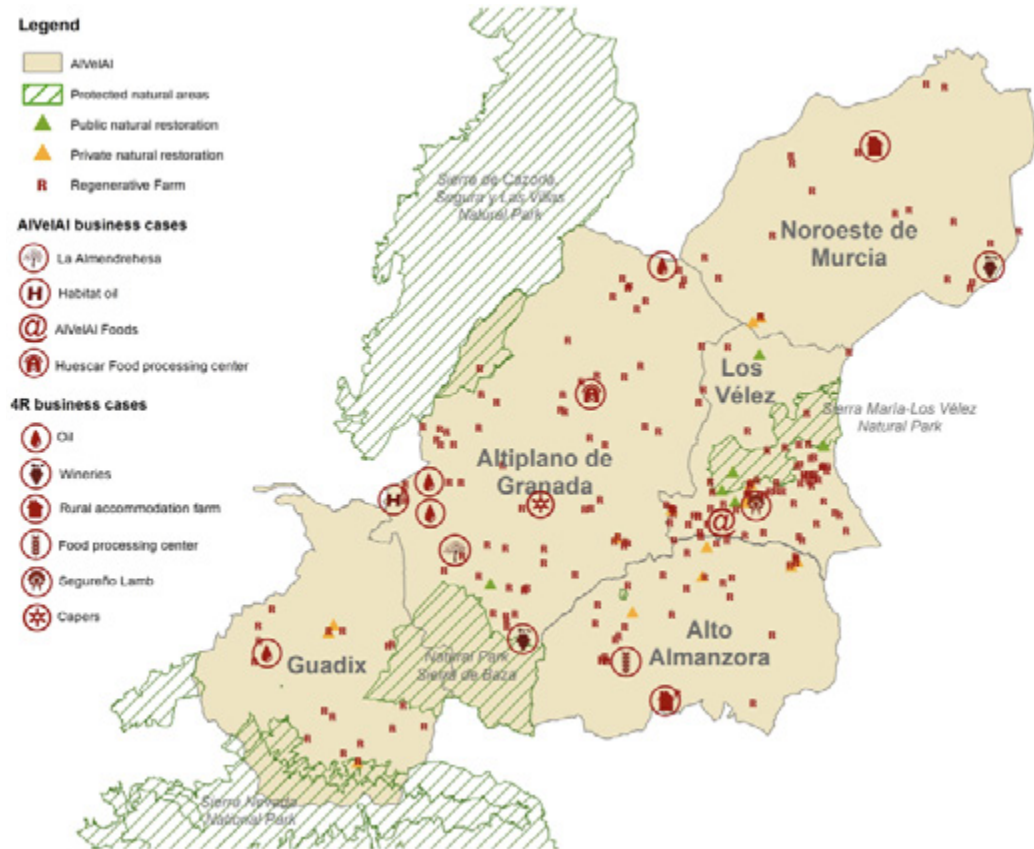 Legend
AlVelAl
Protected natural areas
Public natural restoration
Private natural restoration
R Regenerative Farm
AlVelAl business cases
La Almendrehesa
H Habitat oil
@ AlVelAl Foods
Huescar Food processing center
4R business cases
Oil
Wineries
Rural accommodation farm
Food processing center
Segureño Lamb
Capers
Sierra de Cazorla,
Segura y Las Villas
Natural Park
Noroeste de
Murcia
Los
Vélez
Sierra María-Los Vélez
Natural Park
Altiplano de
Granada
Alto
Almanzora
Guadix
Natural Park
Sierra de Baza
Sierra Nevada
National Park